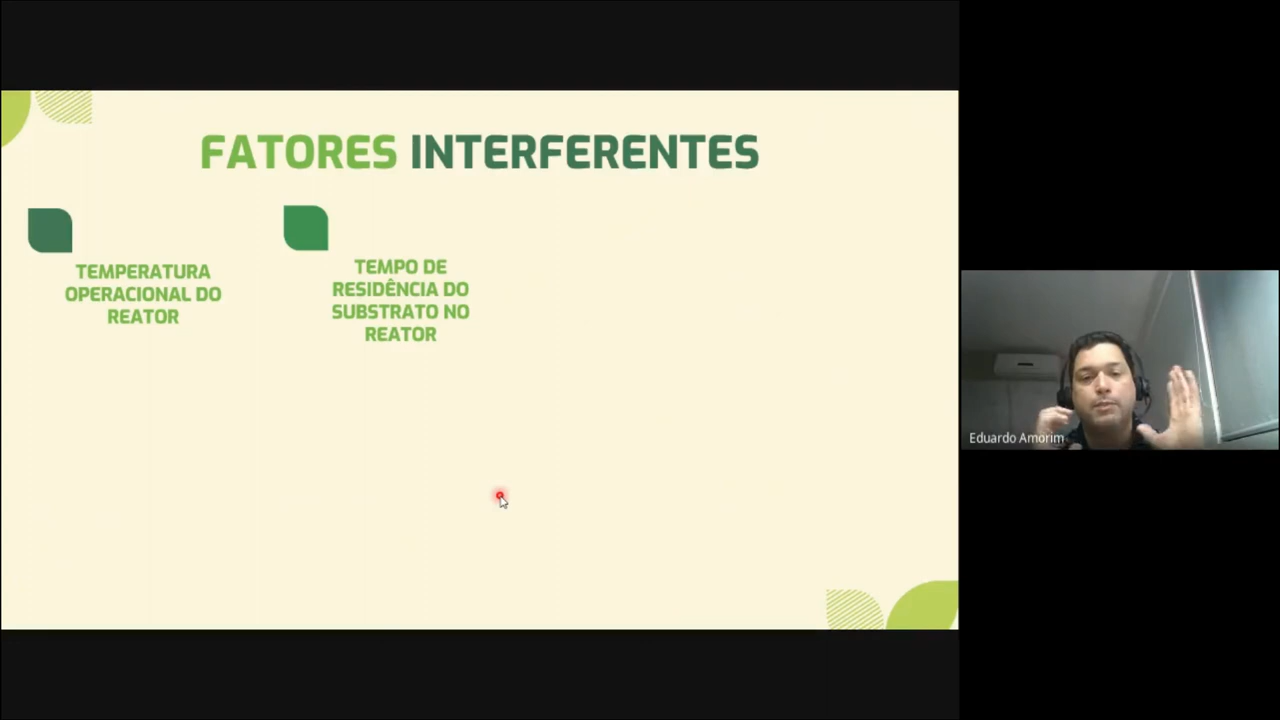 FATORES INTERFERENTES
TEMPERATURA
OPERACIONAL DO
REATOR
TEMPO DE
RESIDÊNCIA DO
SUBSTRATO NO
REATOR
Eduardo Amorim